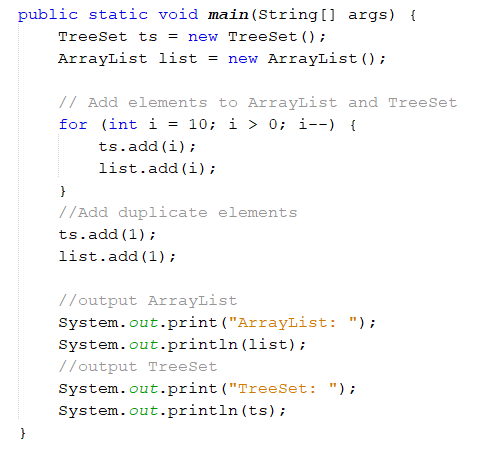 public static void main(String[] args) {
    TreeSet ts = new TreeSet();
    ArrayList list = new ArrayList();

    // Add elements to ArrayList and TreeSet
    for (int i = 10; i > 0; i--) {
        ts.add(i);
        list.add(i);
    }
    //Add duplicate elements
    ts.add(1);
    list.add(1);

    //output ArrayList
    System.out.print("ArrayList: ");
    System.out.println(list);
    //output TreeSet
    System.out.print("TreeSet: ");
    System.out.println(ts);
}